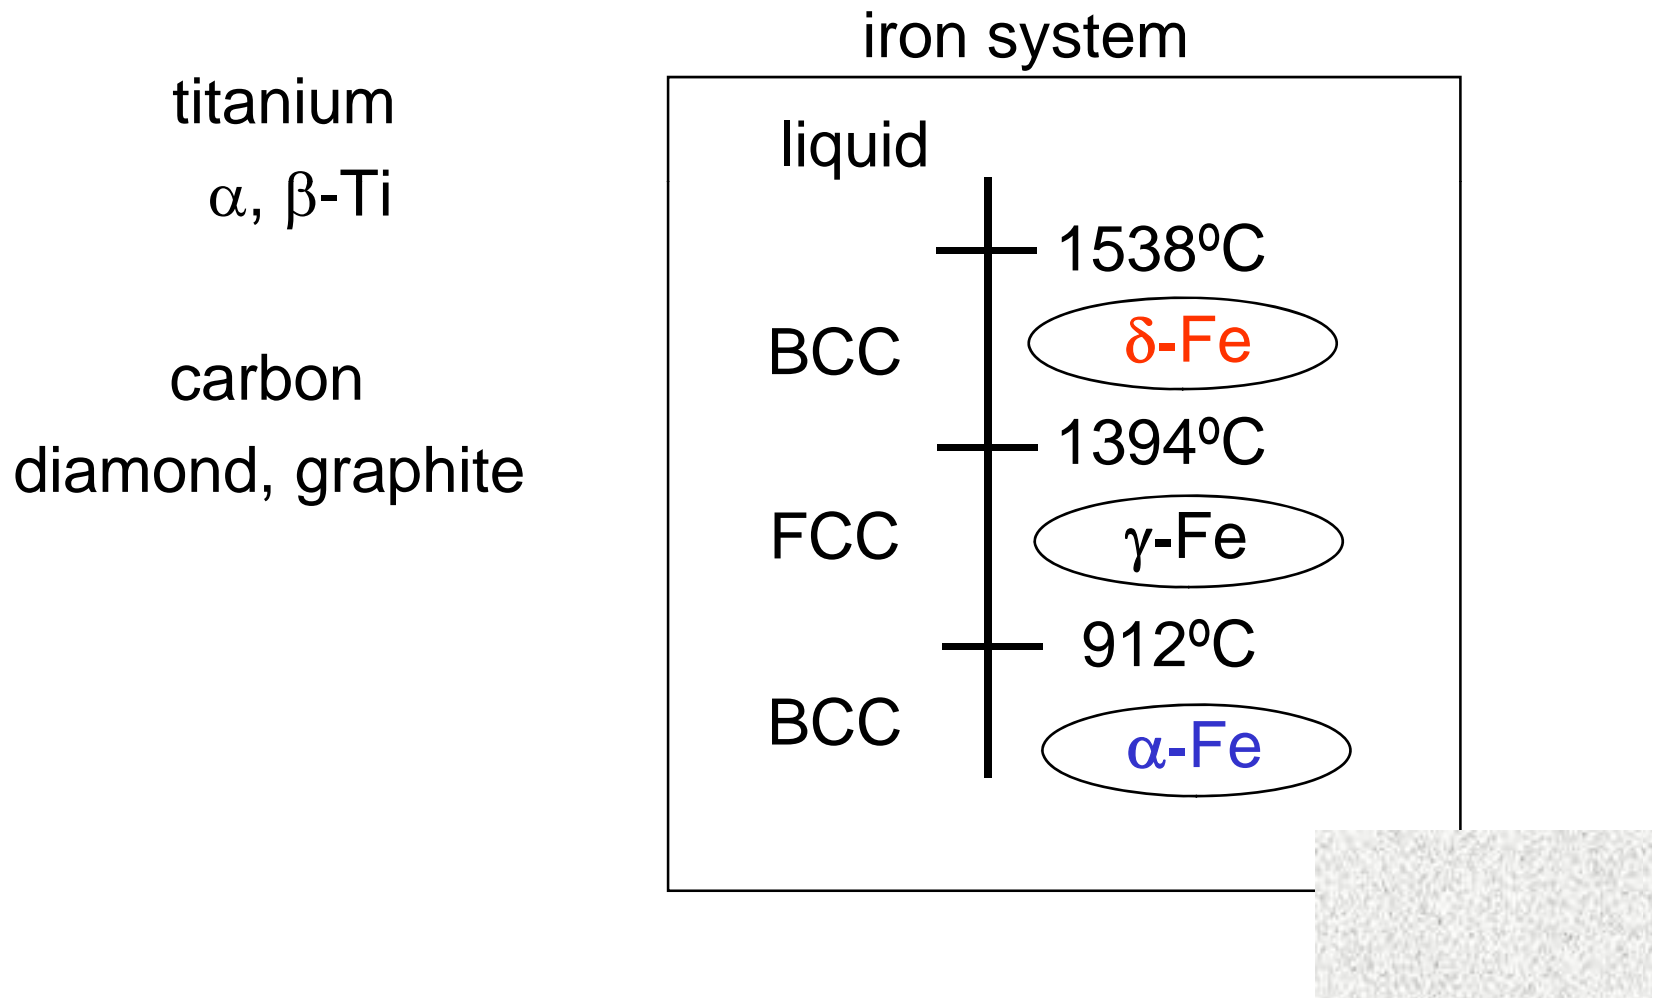 iron system
titanium
α, β-Ti
carbon
diamond, graphite
liquid
1538ºC
BCC
δ-Fe
1394ºC
FCC
γ-Fe
912ºC
BCC
α-Fe